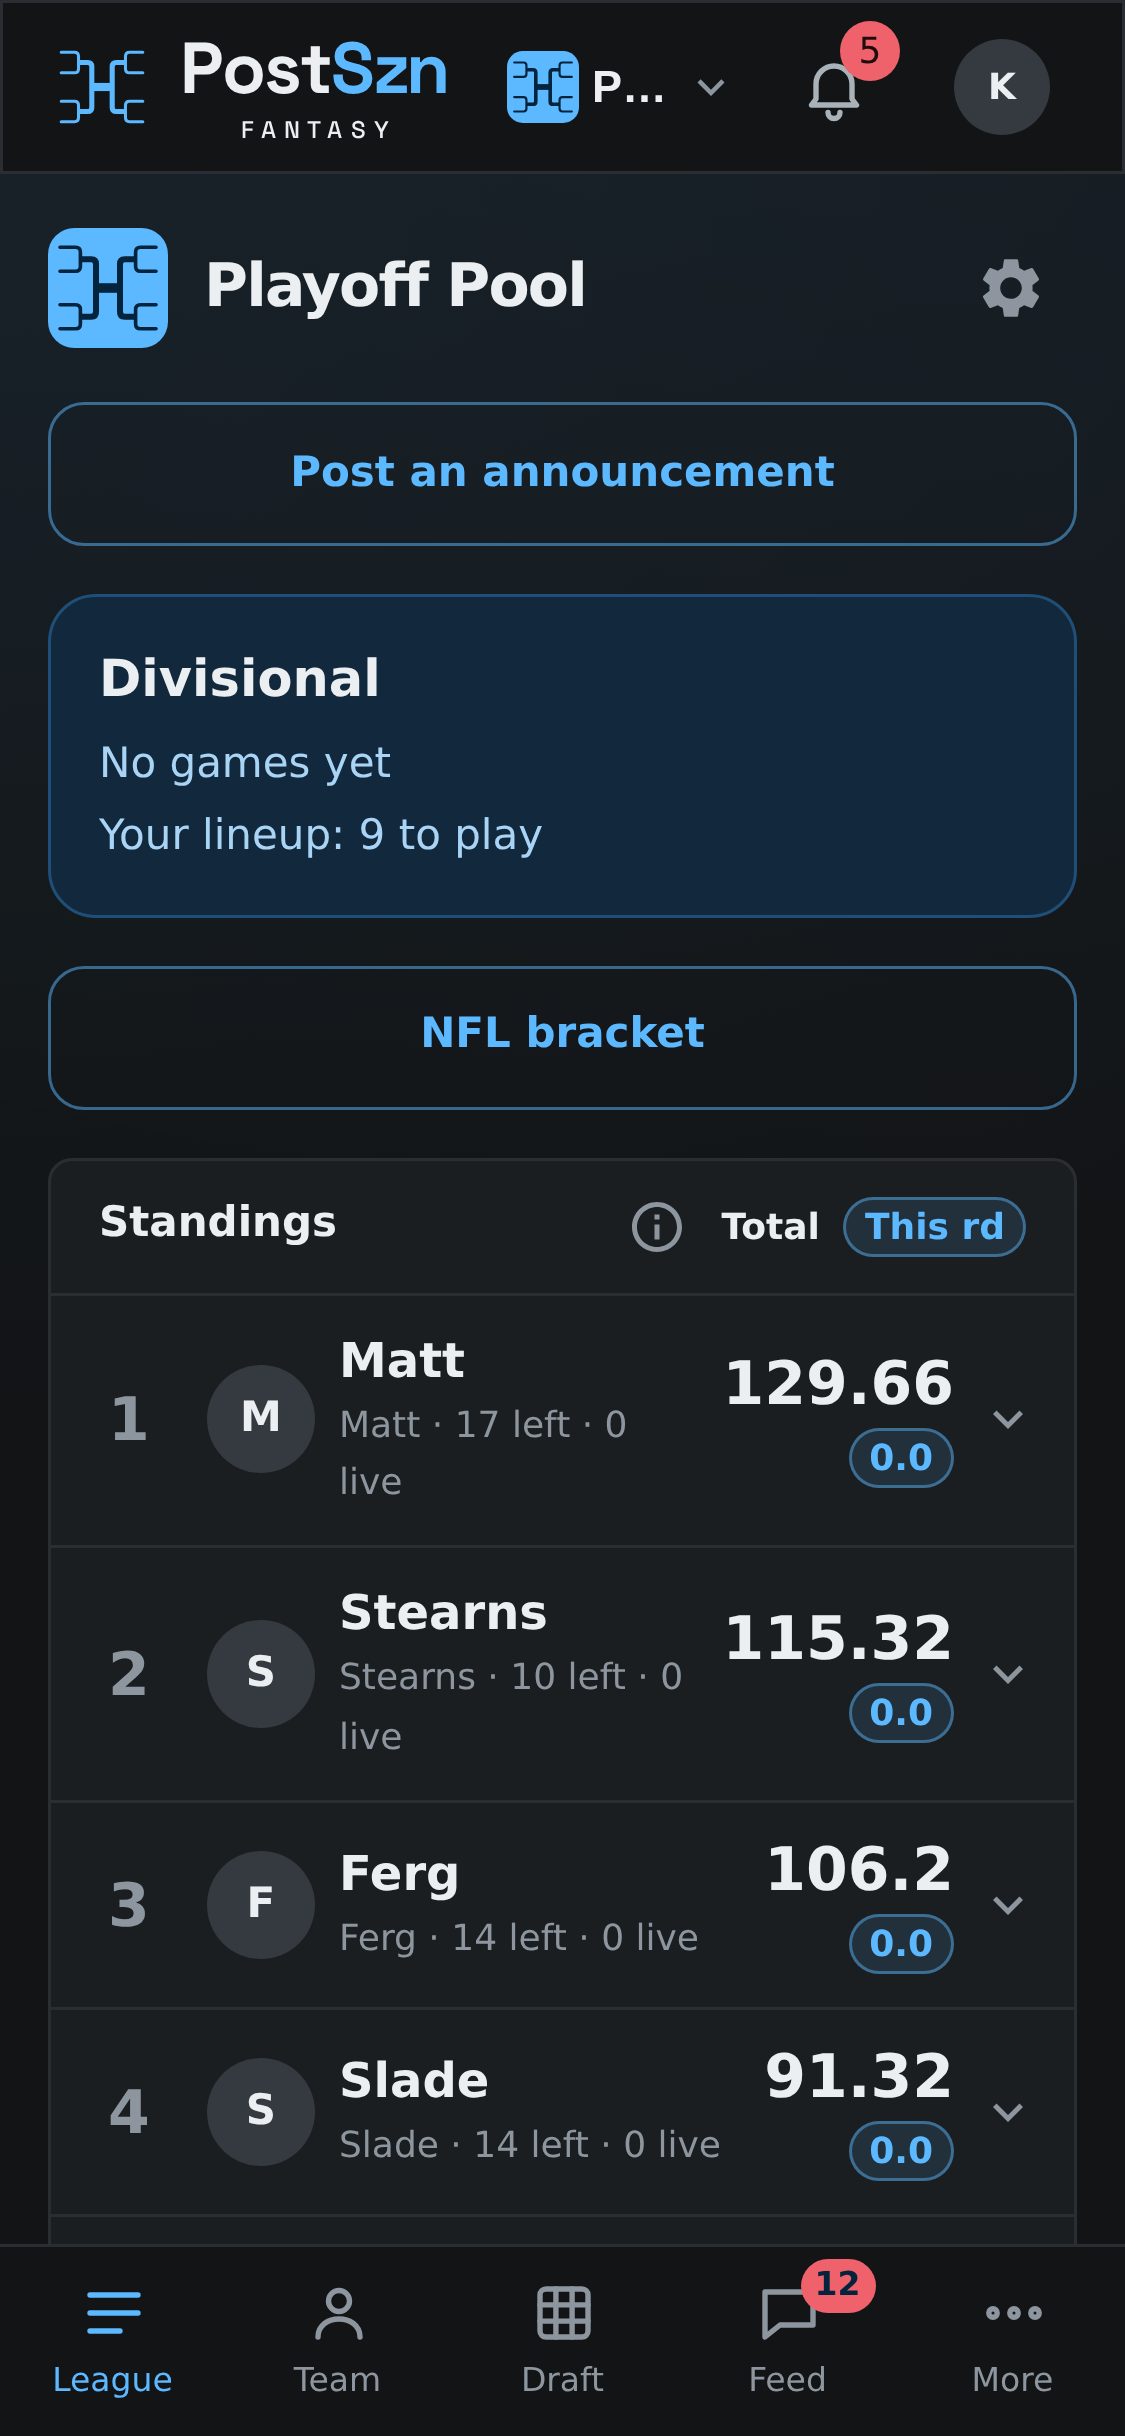 PostSzn
FANTASY
P...
5
K
Playoff Pool
Post an announcement
Divisional
No games yet
Your lineup: 9 to play
NFL bracket
Standings
Total
This rd
1
M
Matt
Matt · 17 left · 0
live
129.66
0.0
2
S
Stearns
Stearns · 10 left · 0
live
115.32
0.0
3
F
Ferg
Ferg · 14 left · 0 live
106.2
0.0
4
S
Slade
Slade · 14 left · 0 live
91.32
0.0
League
Team
Draft
12
Feed
More